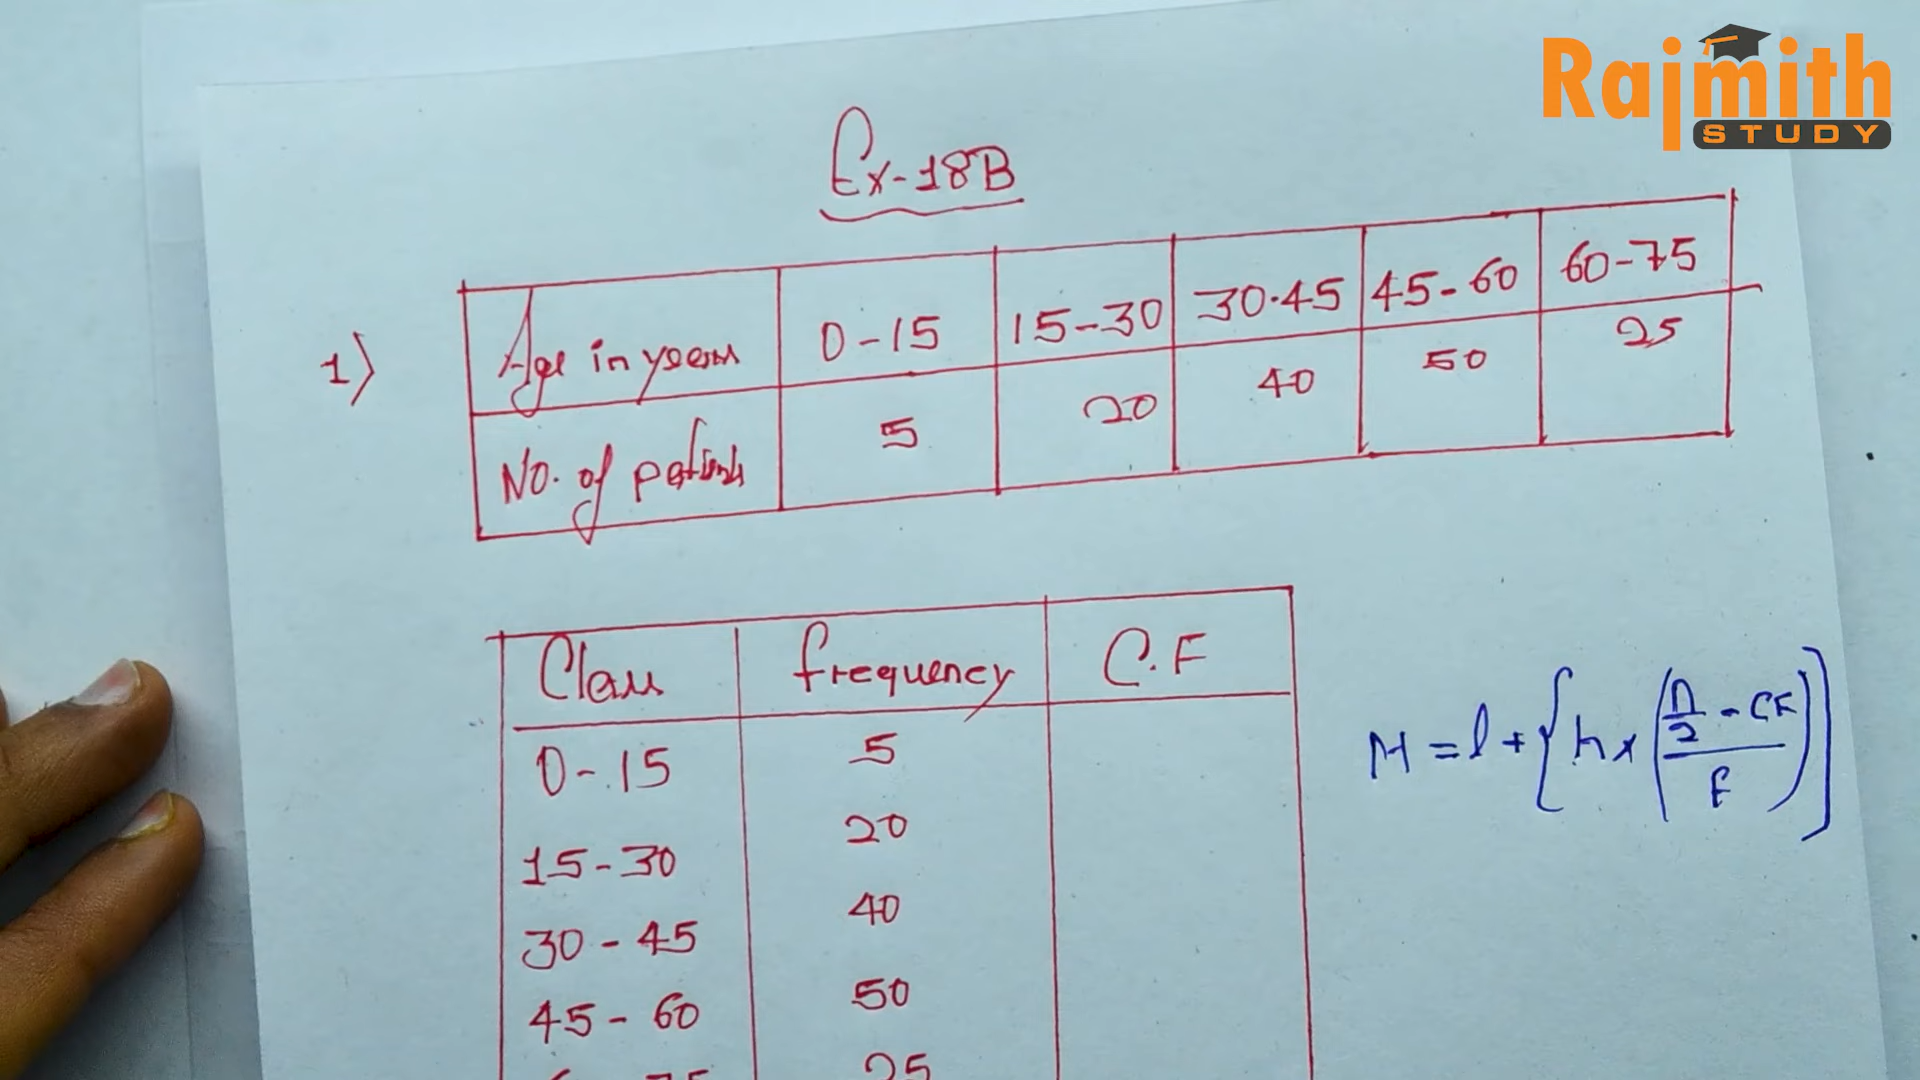 Rajmith
STUDY
Ex-18B
1)
Age in years 0-15 15-30 30-45 45-60 60-75
No. of patients 5 20 40 50 25
Class frequency C.F
0-15 5
15-30 20
30-45 40
45-60 50
25
M = l + {h × (n/2 - CF / F)}